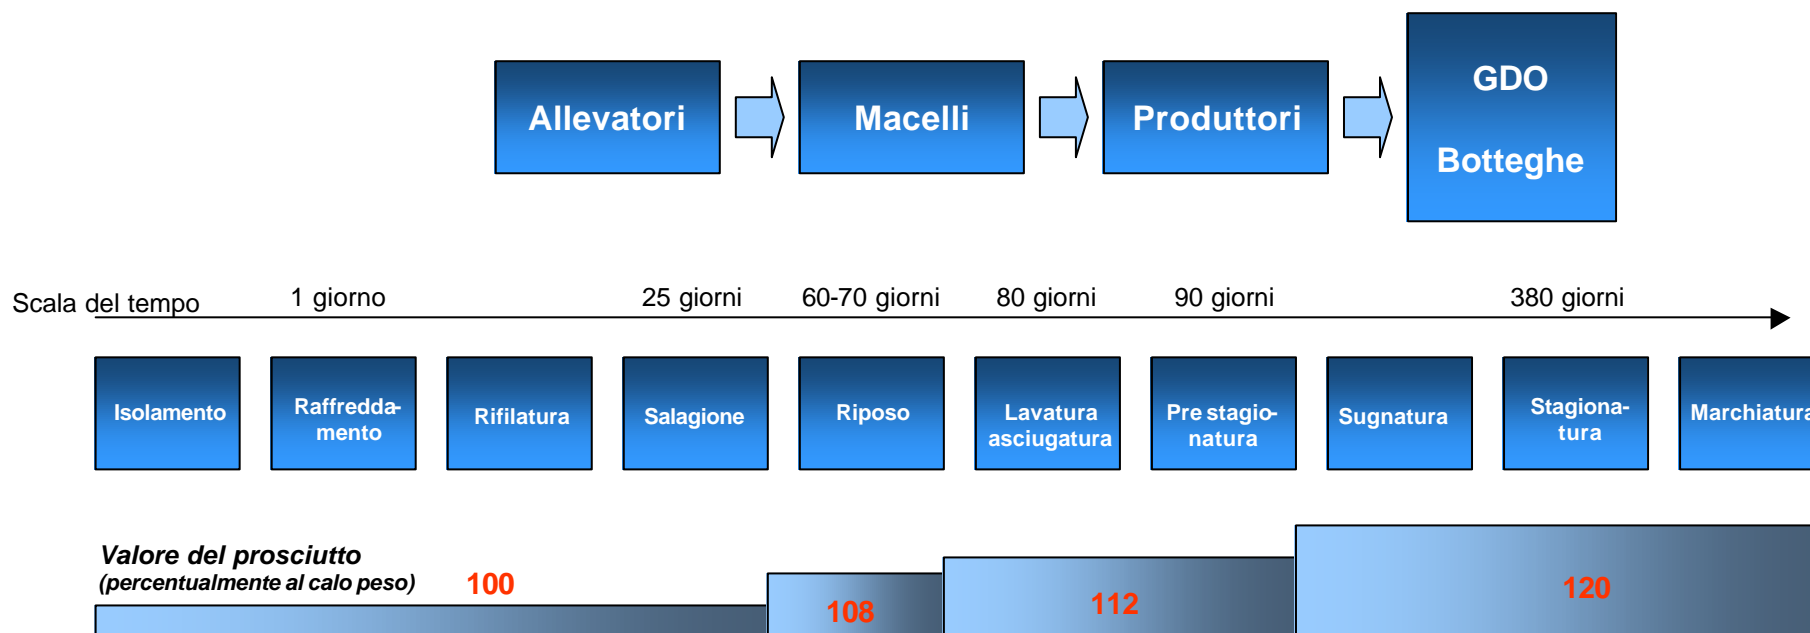 Allevatori
Macelli
Produttori
GDO
Botteghe
Scala del tempo
1 giorno
25 giorni
60-70 giorni
80 giorni
90 giorni
380 giorni
Isolamento
Raffredda-
mento
Rifilatura
Salagione
Riposo
Lavatura
asciugatura
Pre stagio-
natura
Sugnatura
Stagiona-
tura
Marchiatura
Valore del prosciutto
(percentualmente al calo peso)
100
108
112
120